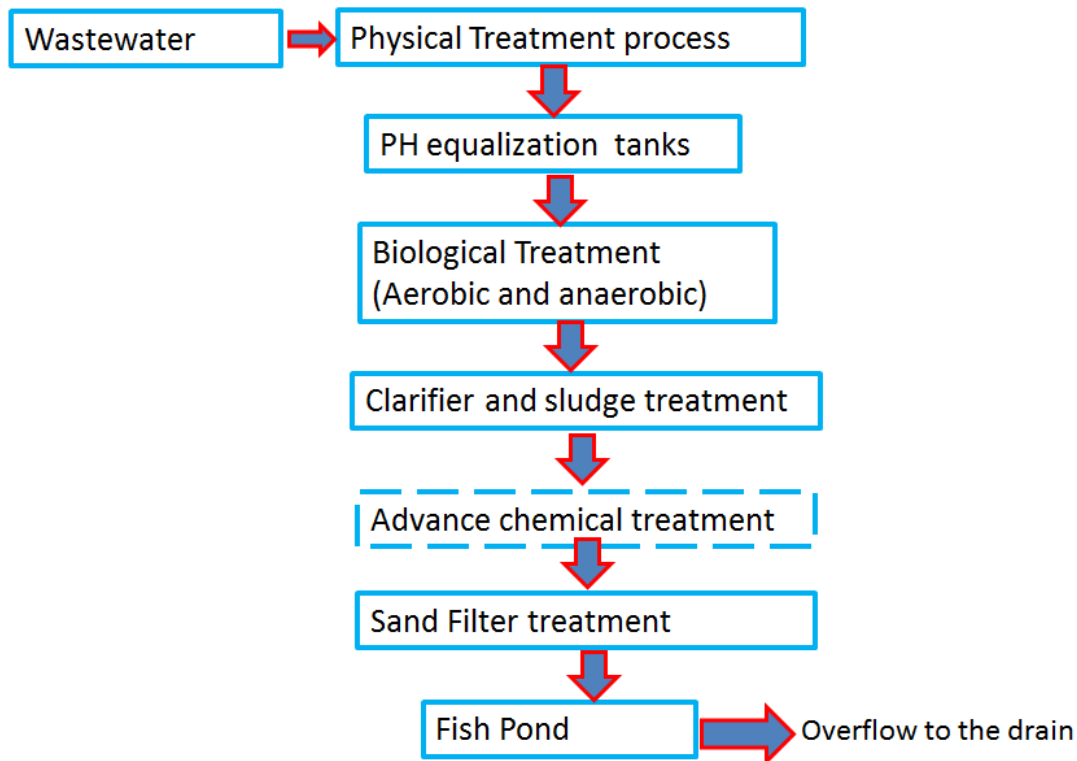 Wastewater
Physical Treatment process
PH equalization tanks
Biological Treatment
(Aerobic and anaerobic)
Clarifier and sludge treatment
Advance chemical treatment
Sand Filter treatment
Fish Pond
Overflow to the drain